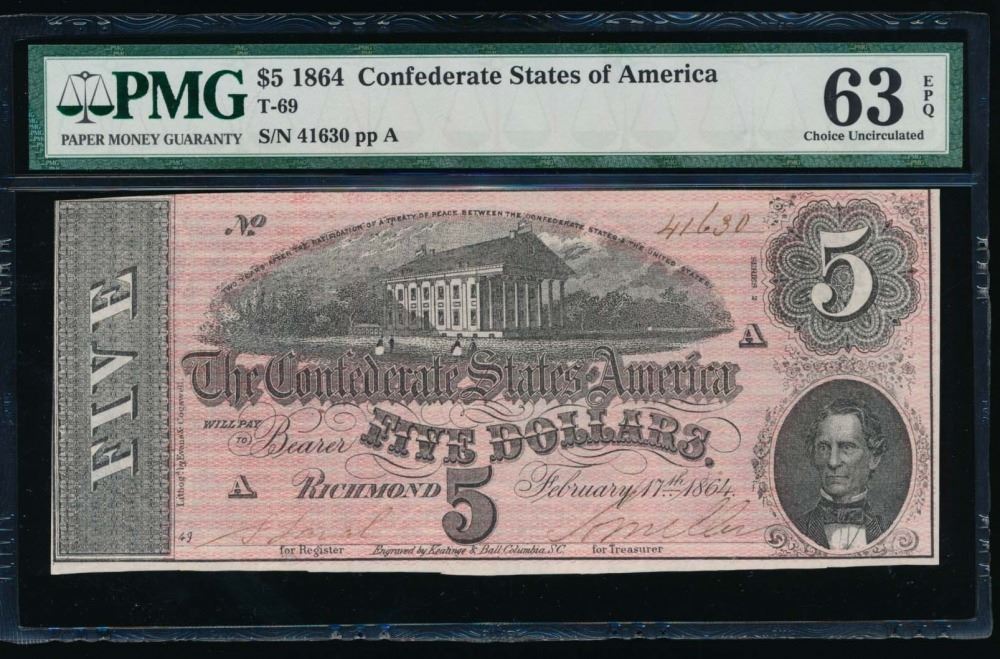 PMG
PAPER MONEY GUARANTY
$5 1864 Confederate States of America
T-69
S/N 41630 pp A
63
EPQ
Choice Uncirculated
FIVE
No
TWO YEARS AFTER THE RATIFICATION OF A TREATY OF PEACE BETWEEN THE CONFEDERATE STATES & THE UNITED STATES
41630
SERIES 2
5
A
The Confederate States of America
WILL PAY
TO
Bearer
FIVE DOLLARS.
A
RICHMOND
5
February 17th 1864.
49
for Register
Engraved by Keatinge & Ball Columbia, S.C.
for Treasurer